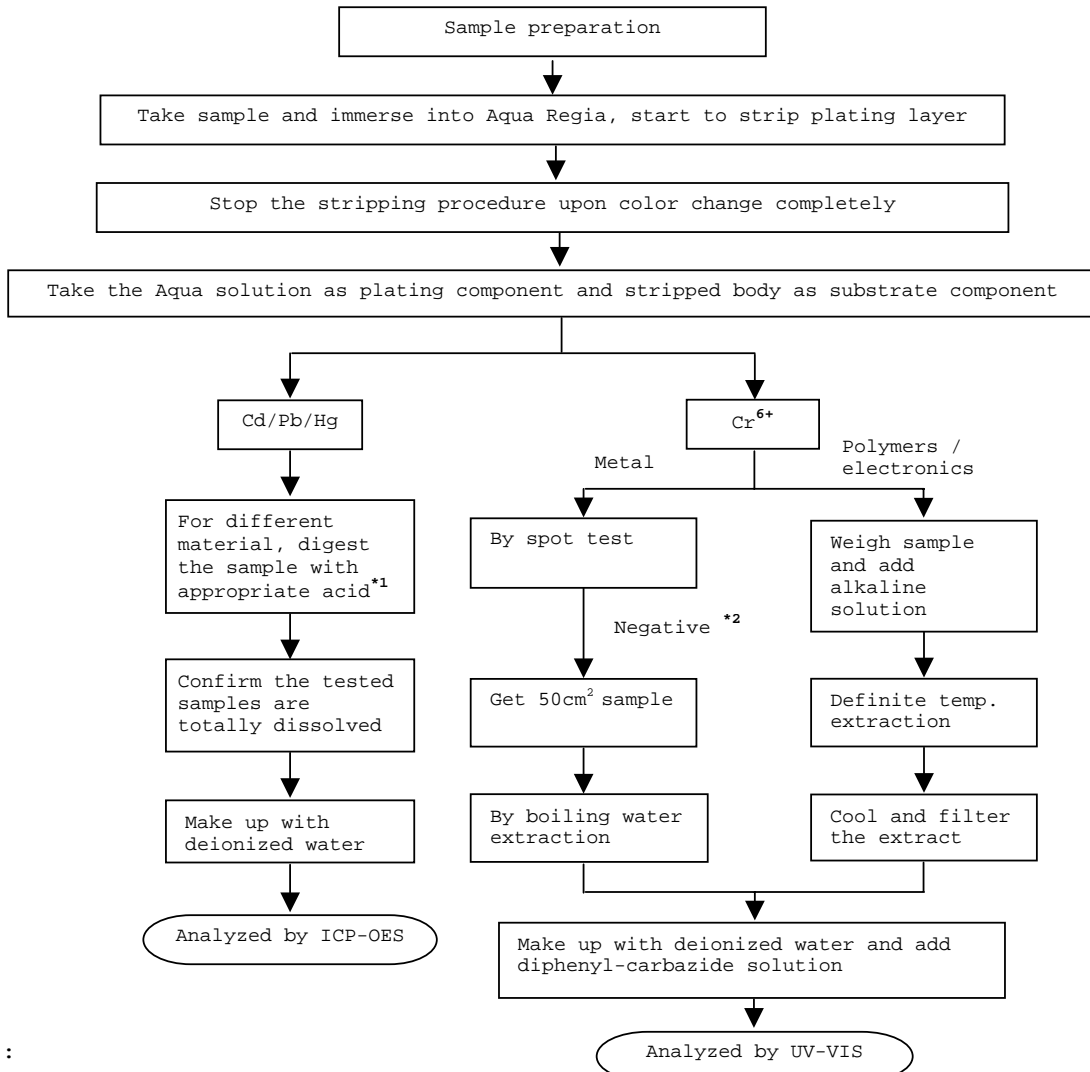 Sample preparation
Take sample and immerse into Aqua Regia, start to strip plating layer
Stop the stripping procedure upon color change completely
Take the Aqua solution as plating component and stripped body as substrate component
Cd/Pb/Hg
For different
material, digest
the sample with
appropriate acid*1
Confirm the tested
samples are
totally dissolved
Make up with
deionized water
Analyzed by ICP-OES
Cr6+
Metal
By spot test
Negative *2
Get 50cm2 sample
By boiling water
extraction
Polymers /
electronics
Weigh sample
and add
alkaline
solution
Definite temp.
extraction
Cool and filter
the extract
Make up with deionized water and add
diphenyl-carbazide solution
Analyzed by UV-VIS
: